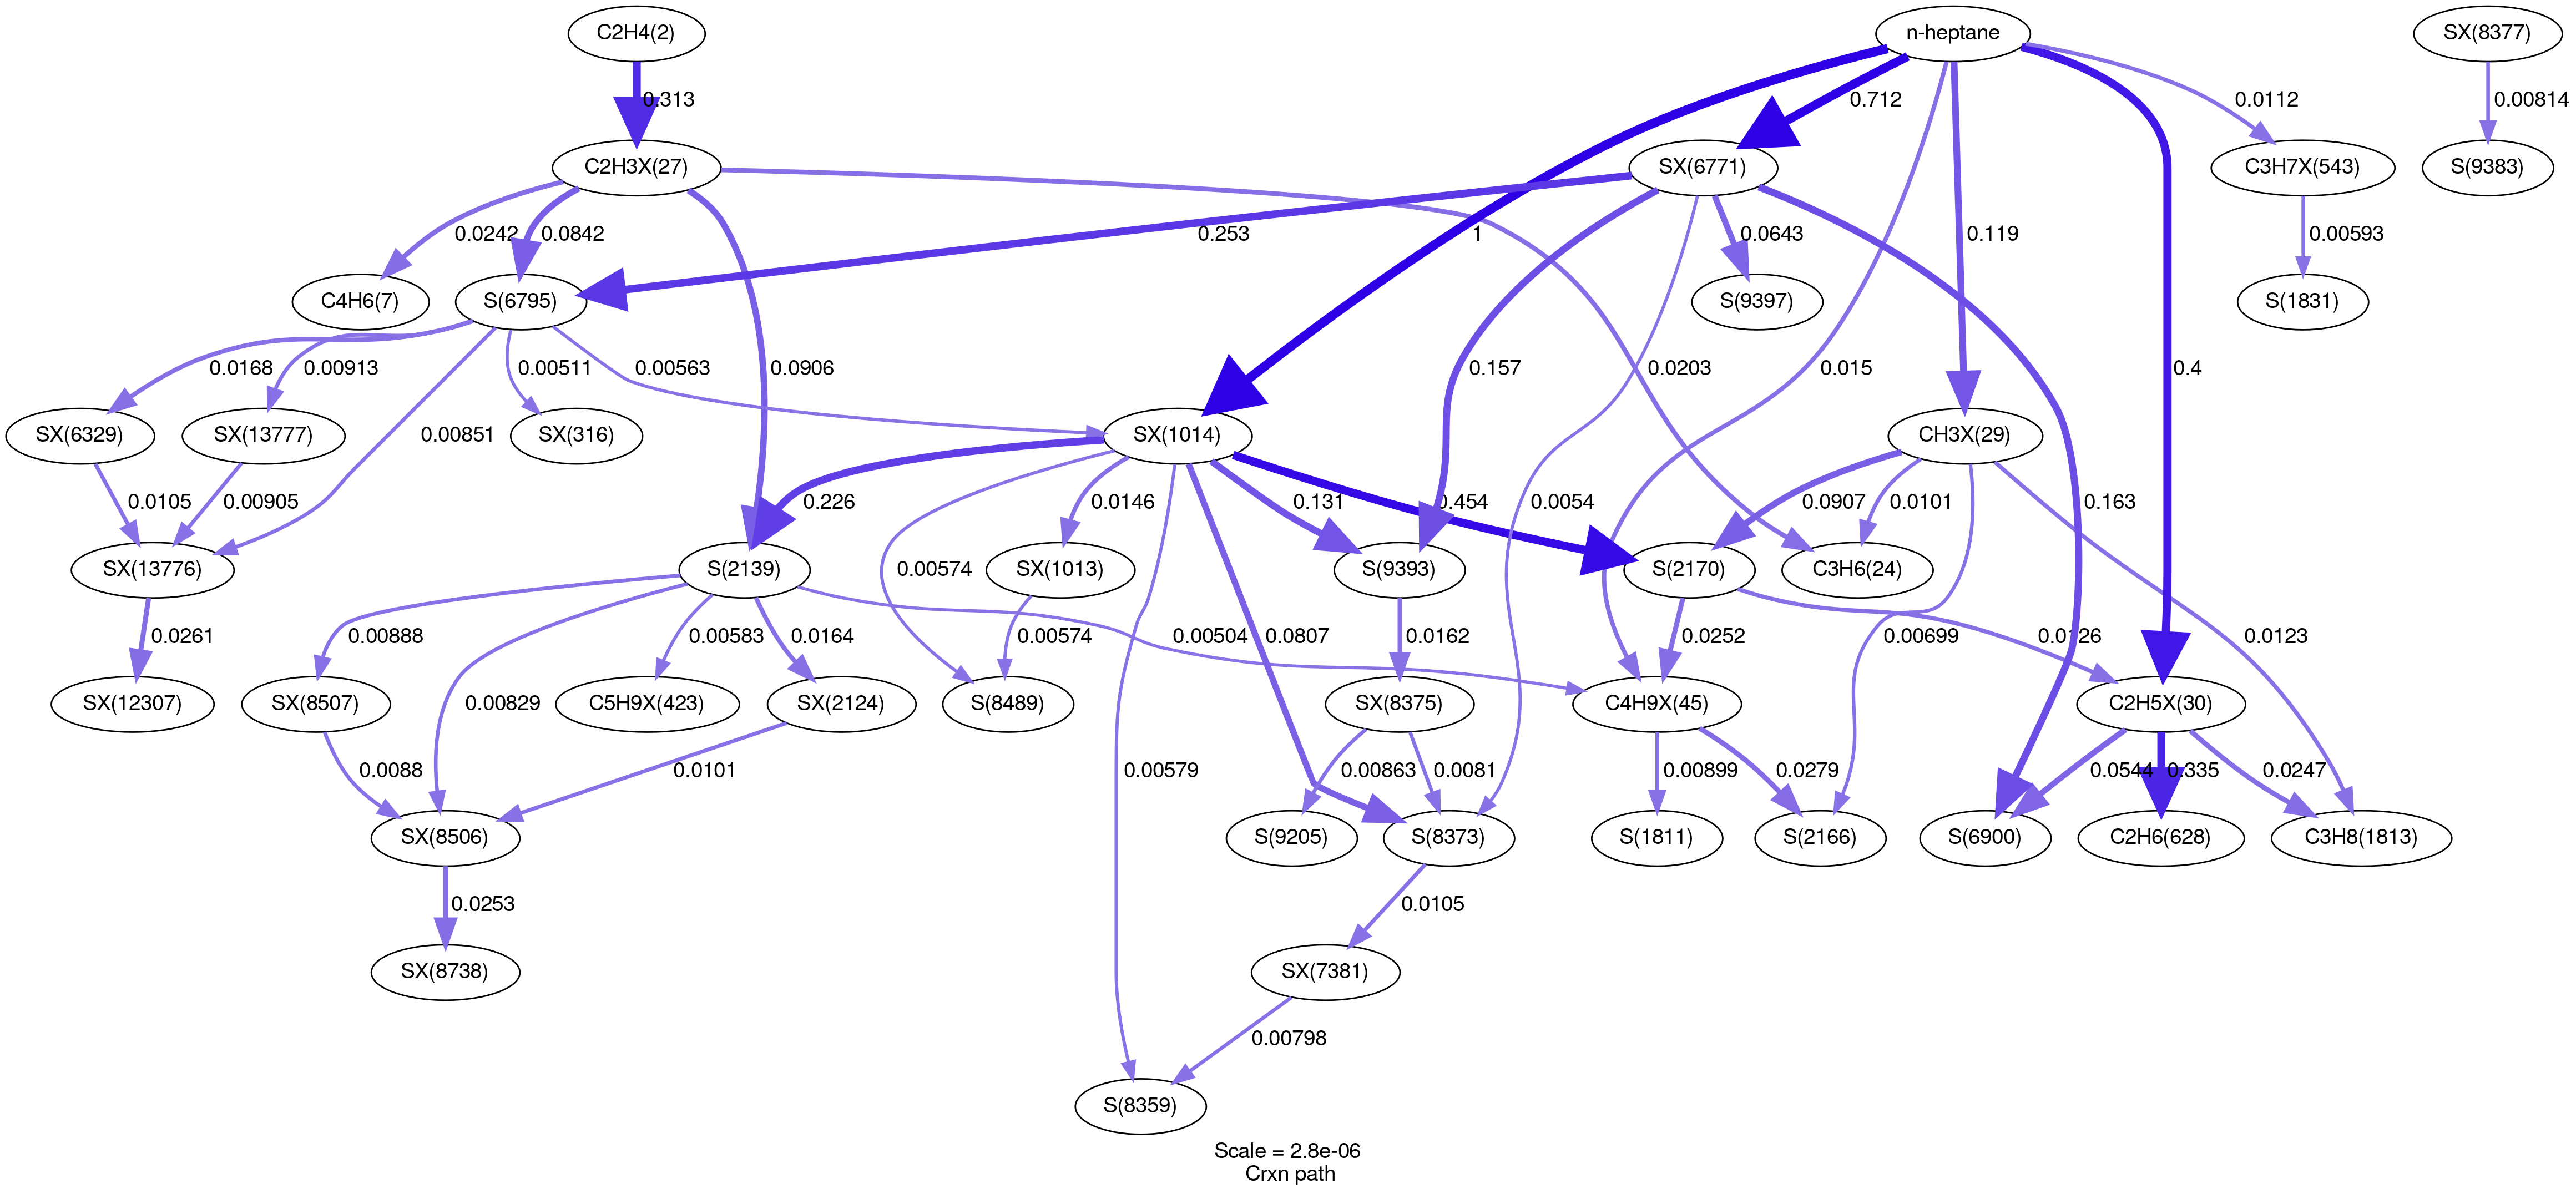 C2H4(2)
n-heptane
SX(8377)
0.313
0.712
0.0112
0.00814
C2H3X(27)
SX(6771)
C3H7X(543)
S(9383)
0.0242
0.0842
0.253
1
0.0643
0.119
0.00593
C4H6(7)
S(6795)
S(9397)
S(1831)
0.0168
0.00913
0.00511
0.00563
0.0906
0.157
0.0203
0.015
0.4
SX(6329)
SX(13777)
0.00851
SX(316)
SX(1014)
CH3X(29)
0.0105
0.00905
0.226
0.0146
0.131
0.454
0.0054
0.0907
0.0101
0.163
SX(13776)
S(2139)
0.00574
SX(1013)
S(9393)
S(2170)
C3H6(24)
0.0261
0.00888
0.00583
0.0164
0.00574
0.00504
0.0807
0.0162
0.0252
0.00699
0.0126
0.0123
SX(12307)
SX(8507)
0.00829
C5H9X(423)
SX(2124)
S(8489)
SX(8375)
C4H9X(45)
C2H5X(30)
0.0088
0.0101
0.00579
0.00863
0.0081
0.00899
0.0279
0.0544
0.335
0.0247
SX(8506)
S(9205)
S(8373)
S(1811)
S(2166)
S(6900)
C2H6(628)
C3H8(1813)
0.0253
0.0105
SX(8738)
SX(7381)
0.00798
S(8359)
Scale = 2.8e-06
Crxn path